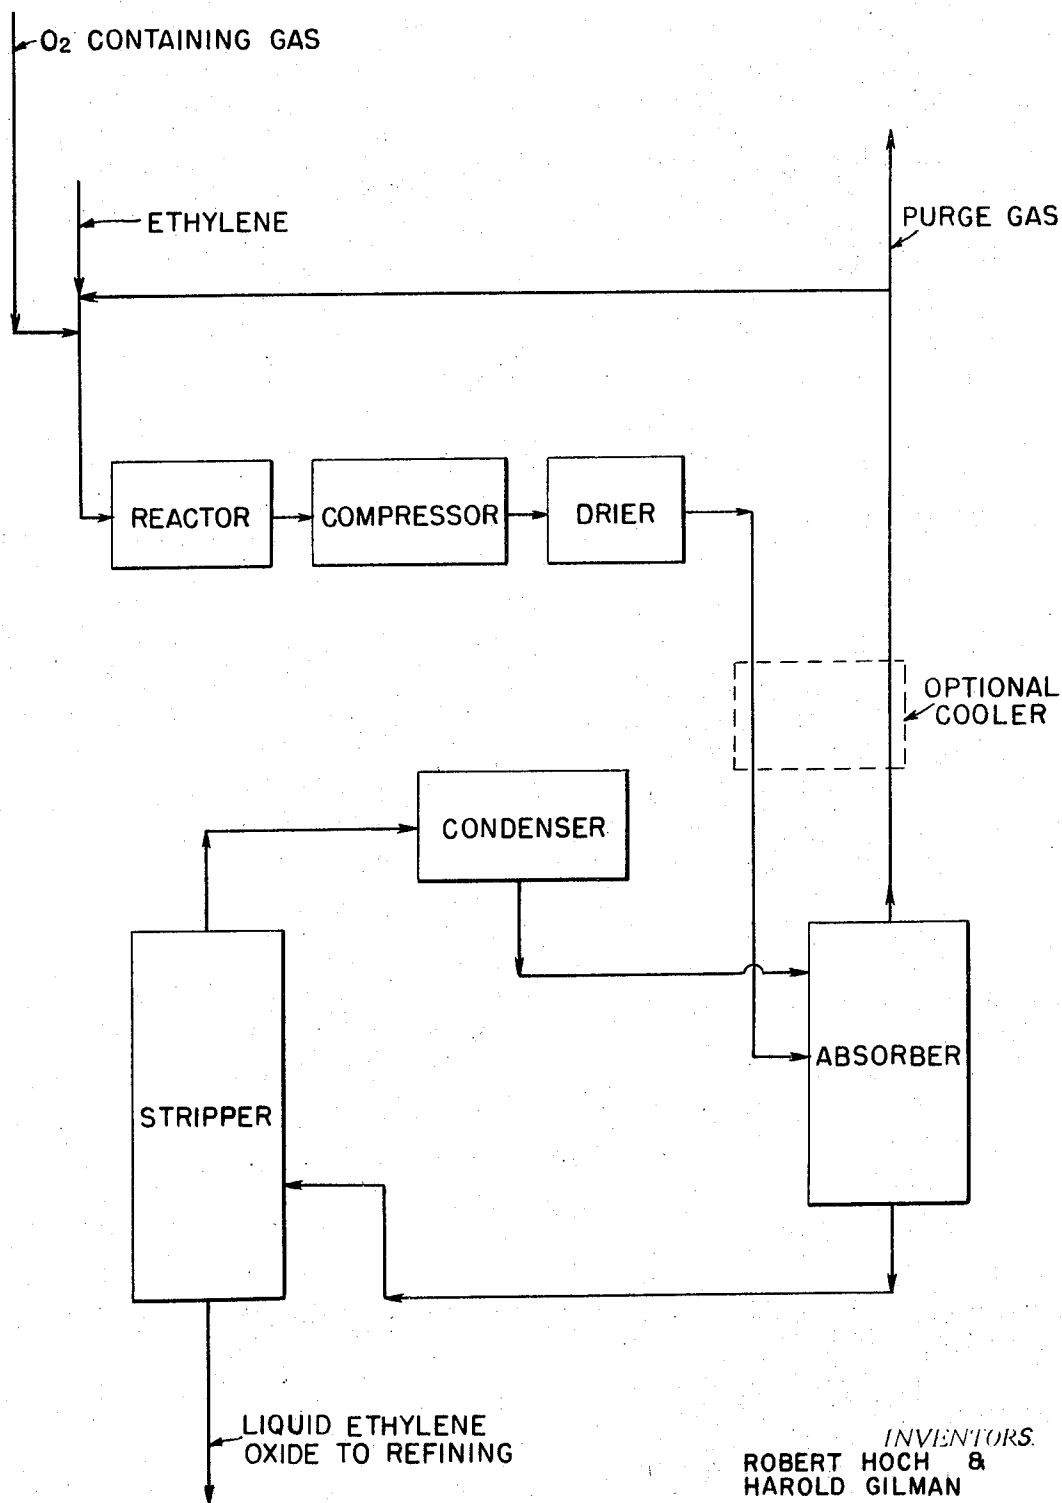 O2 CONTAINING GAS
ETHYLENE
PURGE GAS
REACTOR
COMPRESSOR
DRIER
OPTIONAL
COOLER
CONDENSER
ABSORBER
STRIPPER
LIQUID ETHYLENE
OXIDE TO REFINING
INVENTORS.
ROBERT HOCH &
HAROLD GILMAN